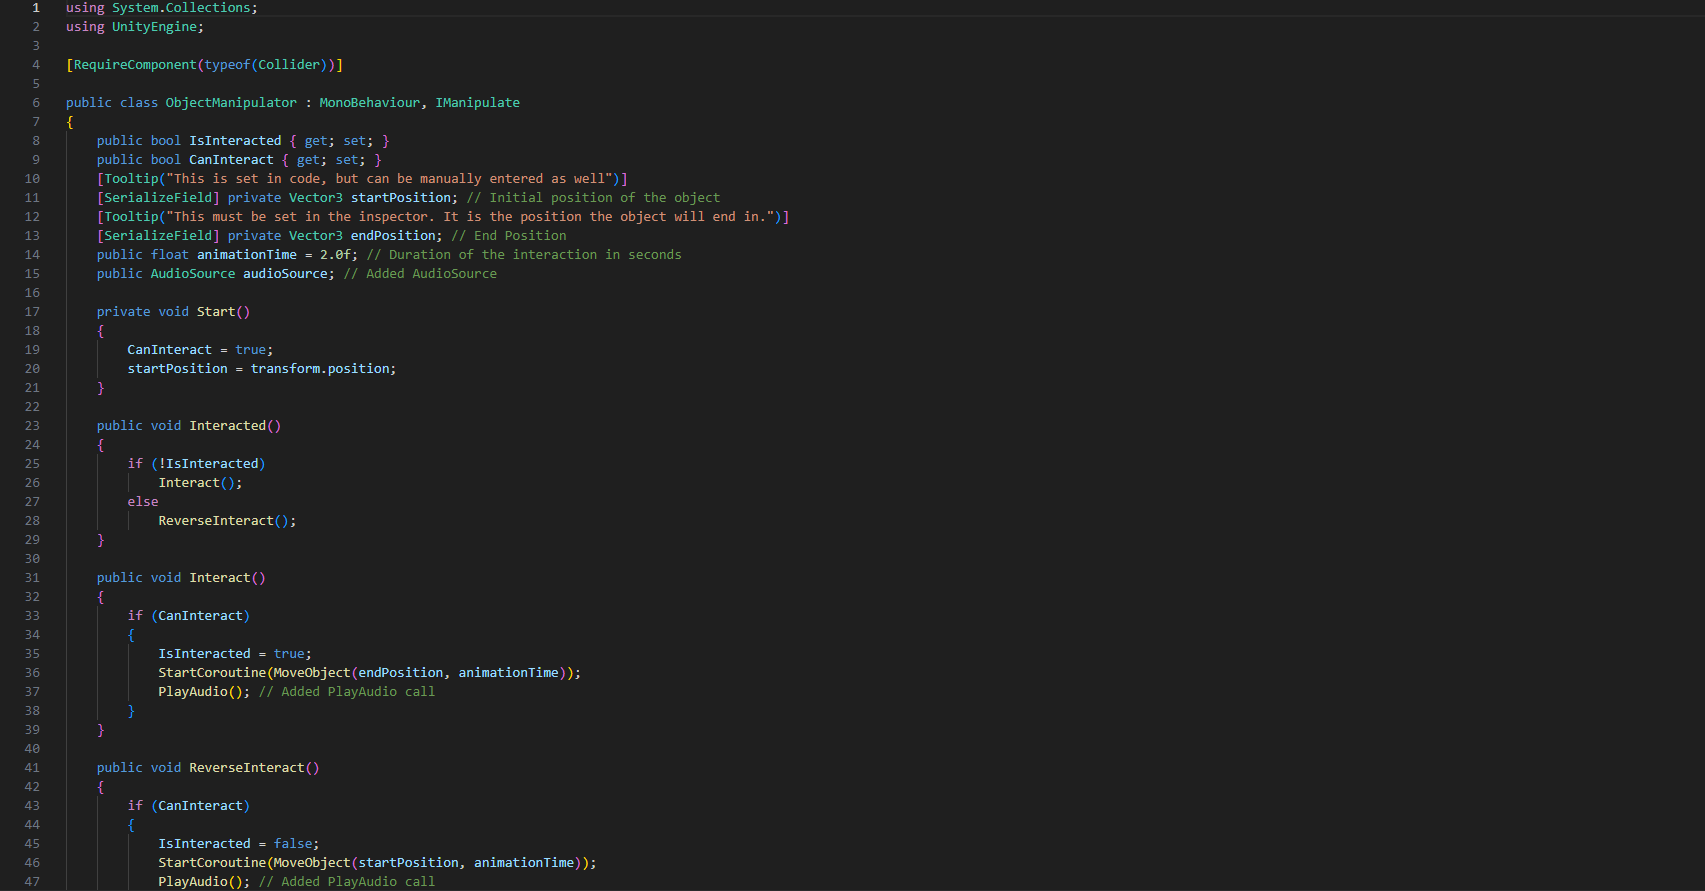 1 using System.Collections;
2 using UnityEngine;
3
4 [RequireComponent(typeof(Collider))]
5
6 public class ObjectManipulator : MonoBehaviour, IManipulate
7 {
8     public bool IsInteracted { get; set; }
9     public bool CanInteract { get; set; }
10     [Tooltip("This is set in code, but can be manually entered as well")]
11     [SerializeField] private Vector3 startPosition; // Initial position of the object
12     [Tooltip("This must be set in the inspector. It is the position the object will end in.")]
13     [SerializeField] private Vector3 endPosition; // End Position
14     public float animationTime = 2.0f; // Duration of the interaction in seconds
15     public AudioSource audioSource; // Added AudioSource
16
17     private void Start()
18     {
19         CanInteract = true;
20         startPosition = transform.position;
21     }
22
23     public void Interacted()
24     {
25         if (!IsInteracted)
26             Interact();
27         else
28             ReverseInteract();
29     }
30
31     public void Interact()
32     {
33         if (CanInteract)
34         {
35             IsInteracted = true;
36             StartCoroutine(MoveObject(endPosition, animationTime));
37             PlayAudio(); // Added PlayAudio call
38         }
39     }
40
41     public void ReverseInteract()
42     {
43         if (CanInteract)
44         {
45             IsInteracted = false;
46             StartCoroutine(MoveObject(startPosition, animationTime));
47             PlayAudio(); // Added PlayAudio call